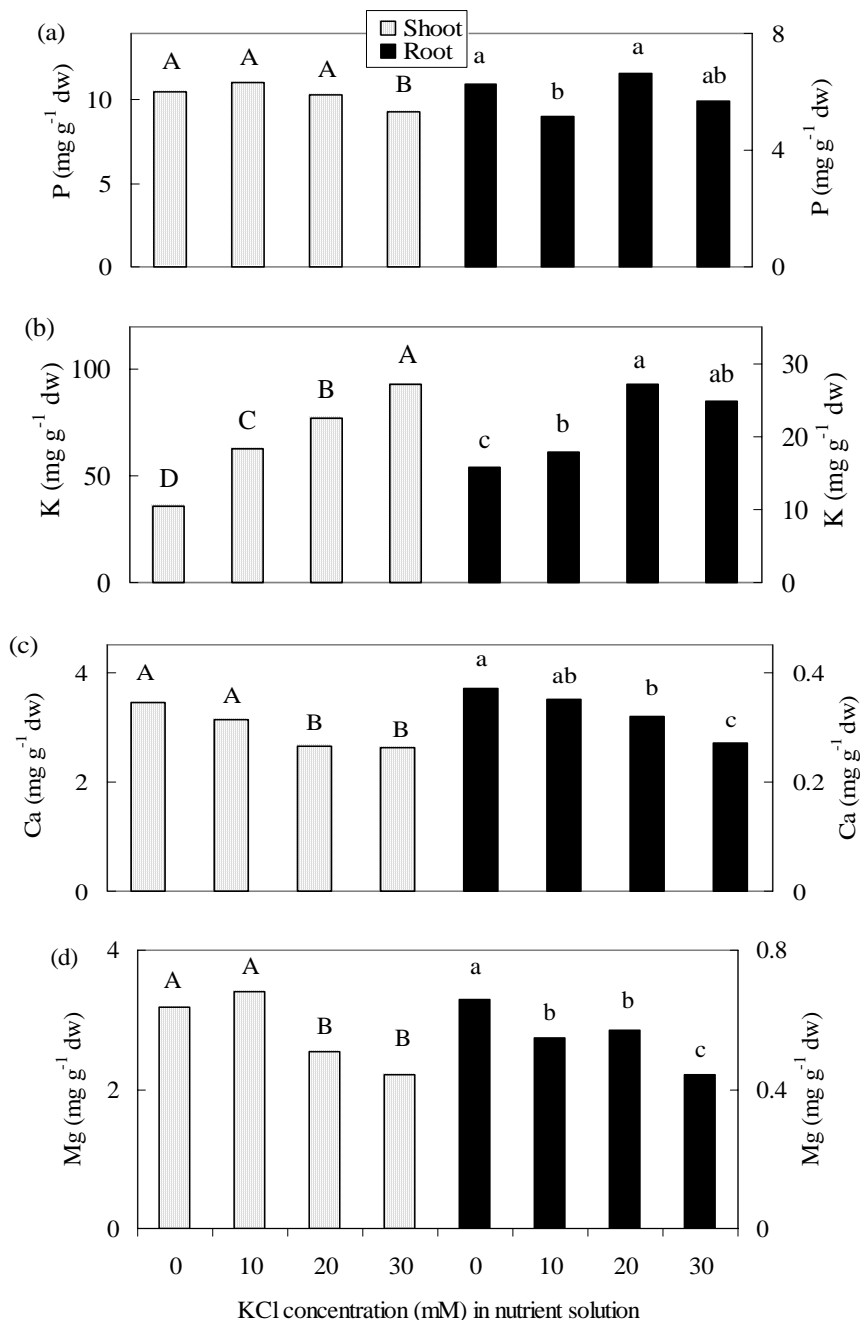 Shoot
Root
(a)
A A A B a b a ab
10
5
0
P (mg g⁻¹ dw)
8
4
0
P (mg g⁻¹ dw)
(b)
D C B A c b a ab
100
50
0
K (mg g⁻¹ dw)
30
20
10
0
K (mg g⁻¹ dw)
(c)
A A B B a ab b c
4
2
0
Ca (mg g⁻¹ dw)
0.4
0.2
0
Ca (mg g⁻¹ dw)
(d)
A A B B a b b c
4
2
0
Mg (mg g⁻¹ dw)
0.8
0.4
0
Mg (mg g⁻¹ dw)
0 10 20 30 0 10 20 30
KCl concentration (mM) in nutrient solution